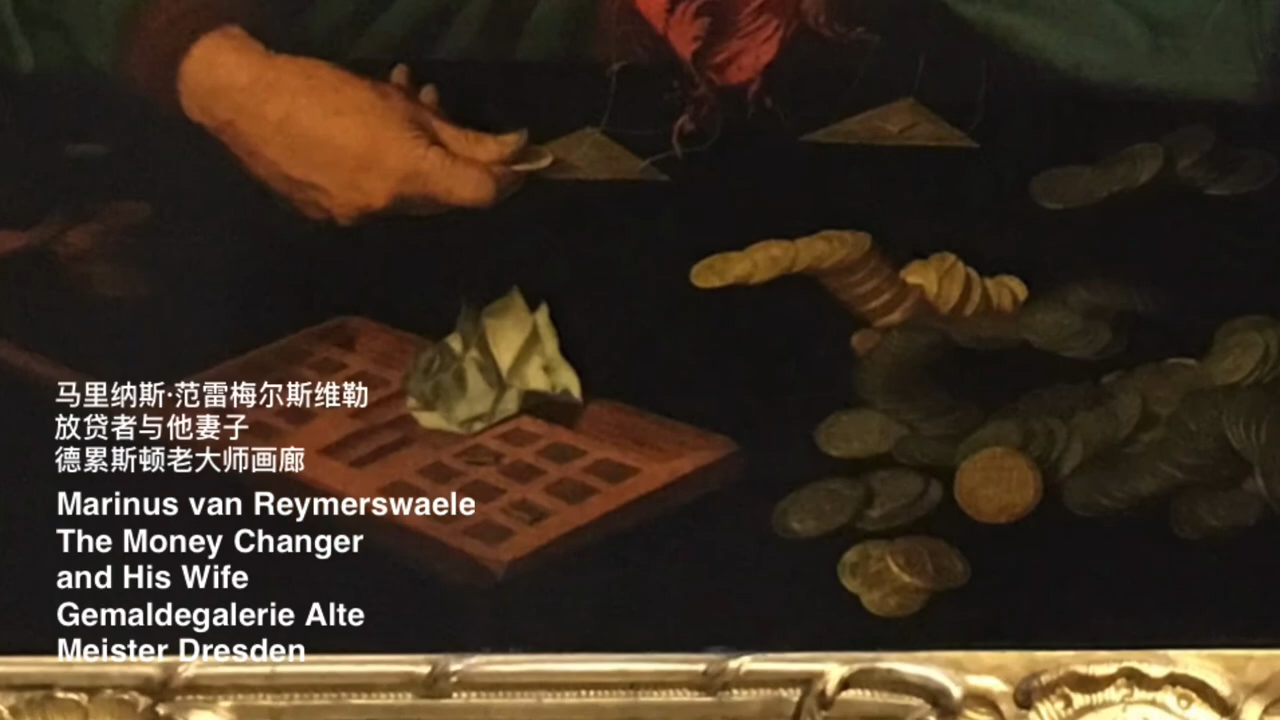 马里纳斯·范雷梅尔斯维勒
放贷者与他妻子
德累斯顿老大师画廊
Marinus van Reymerswaele
The Money Changer
and His Wife
Gemaldegalerie Alte
Meister Dresden